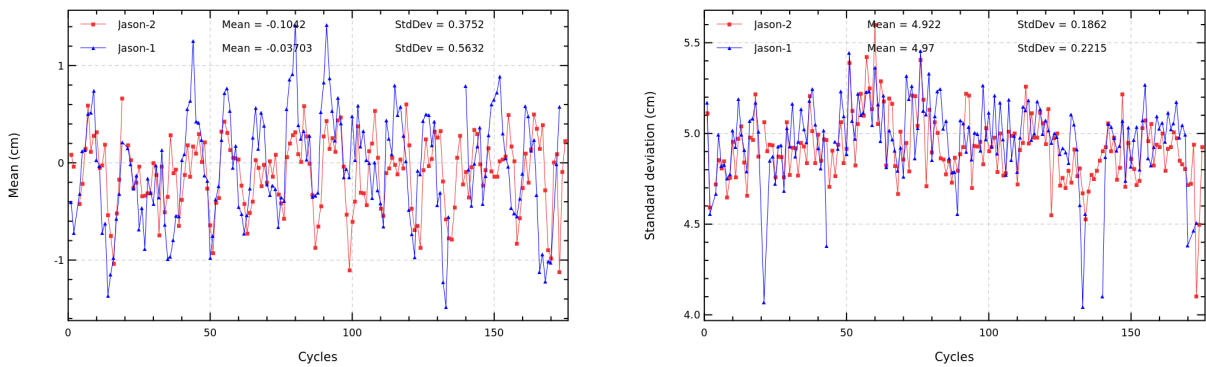 Jason-2 Mean = -0.1042 StdDev = 0.3752
Jason-1 Mean = -0.03703 StdDev = 0.5632
1
0
-1
0 50 100 150
Cycles
Mean (cm)
Jason-2 Mean = 4.922 StdDev = 0.1862
Jason-1 Mean = 4.97 StdDev = 0.2215
5.5
5.0
4.5
4.0
0 50 100 150
Cycles
Standard deviation (cm)